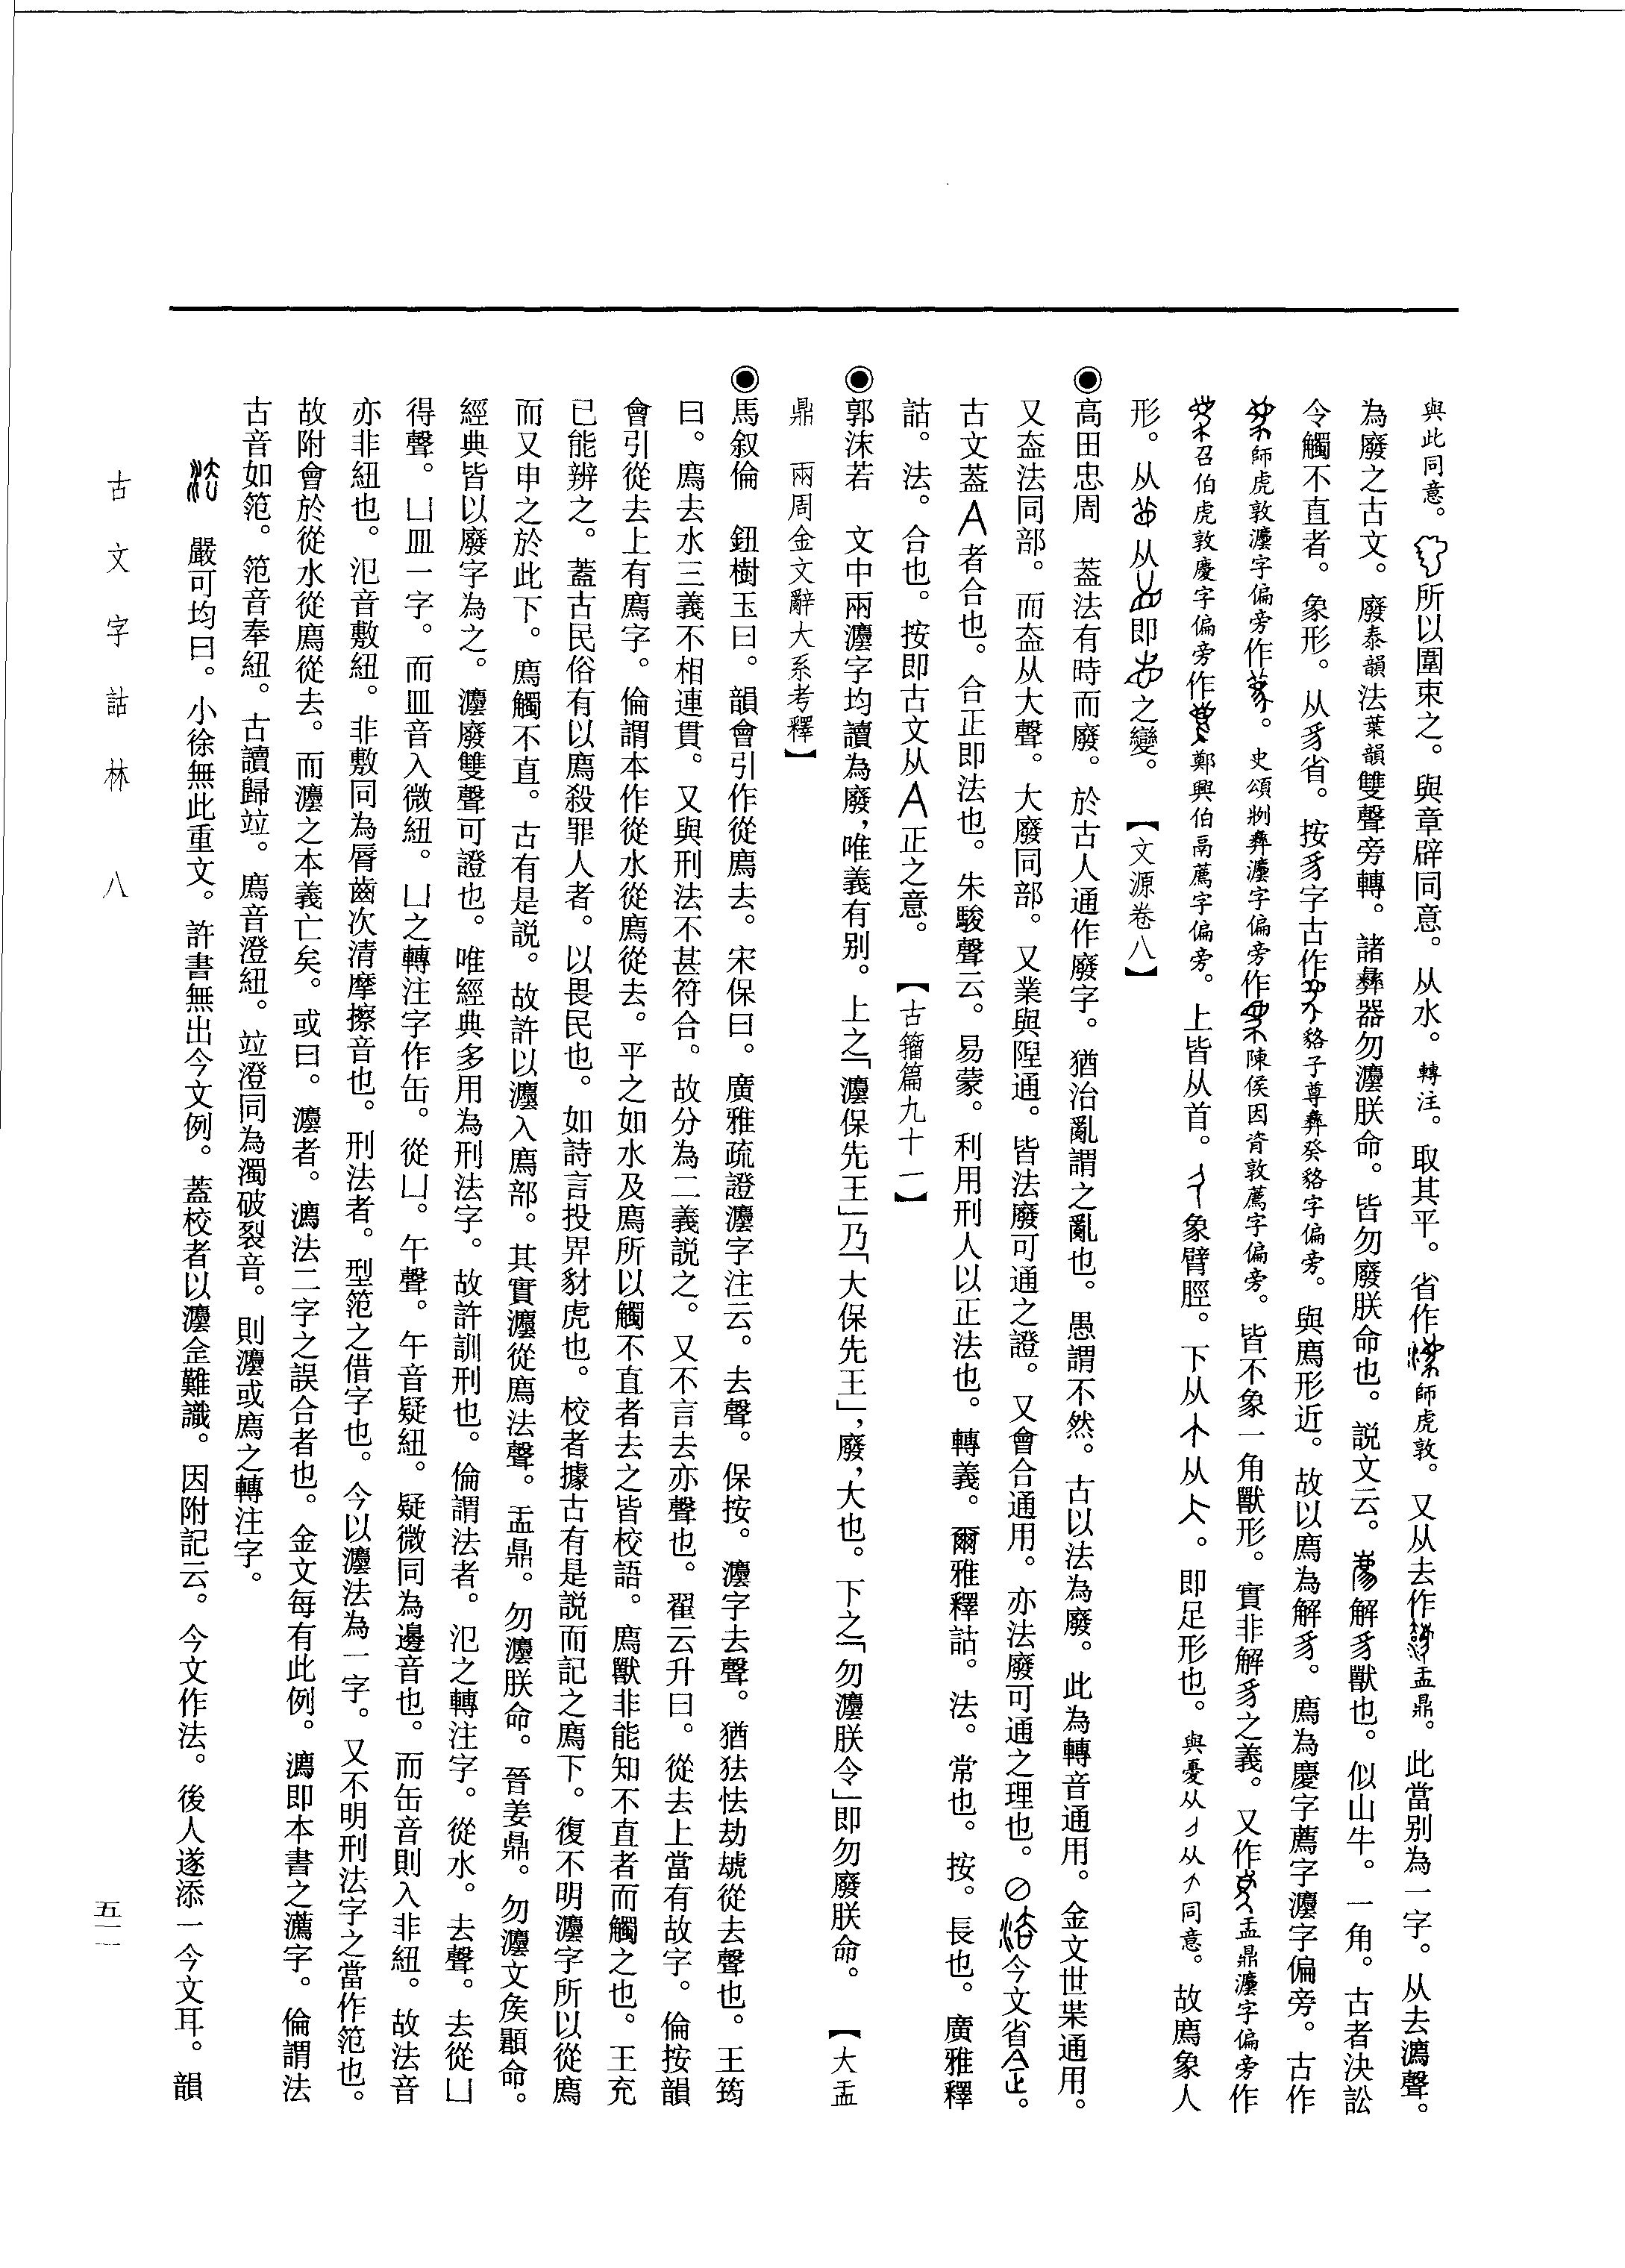 與此同意。所以圍束之。與章辟同意。从水。轉注。取其平。省作師虎敦。又从去作盂鼎。此當別為一字。从去灋聲。
為廢之古文。廢泰韻法葉韻雙聲旁轉。諸彝器勿灋朕命。皆勿廢朕命也。說文云。解豸獸也。似山牛。一角。古者決訟
令觸不直者。象形。从豸省。按豸字古作貉子尊彝癸貉字偏旁。與廌形近。故以廌為解豸。廌為慶字薦字灋字偏旁。古作
師虎敦灋字偏旁作。史頌彝灋字偏旁作陳侯因𬯎敦薦字偏旁。皆不象一角獸形。實非解豸之義。又作盂鼎灋字偏旁作
召伯虎敦慶字偏旁作鄭興伯鬲薦字偏旁。上皆从首。象臂脛。下从从。即足形也。與憂从从同意。故廌象人
形。从从即之變。【文源卷八】
◉高田忠周　葢法有時而廢。於古人通作廢字。猶治亂謂之亂也。愚謂不然。古以法為廢。此為轉音通用。金文世枼通用。
又盇法同部。而盇从大聲。大廢同部。又業與隉通。皆法廢可通之證。又會合通用。亦法廢可通之理也。今文省。
古文葢亼者合也。合正即法也。朱駿聲云。易蒙。利用刑人以正法也。轉義。爾雅釋詁。法。常也。按。長也。廣雅釋
詁。法。合也。按即古文从亼正之意。【古籀篇九十一】
◉郭沫若　文中兩灋字均讀為廢，唯義有別。上之「灋保先王」乃「大保先王」，廢，大也。下之「勿灋朕令」即勿廢朕命。【大盂
鼎　兩周金文辭大系考釋】
◉馬叙倫　鈕樹玉曰。韻會引作從廌去。宋保曰。廣雅疏證灋字注云。去聲。保按。灋字去聲。猶㹤怯劫虢從去聲也。王筠
曰。廌去水三義不相連貫。又與刑法不甚符合。故分為二義說之。又不言去亦聲也。翟云升曰。從去上當有故字。倫按韻
會引從去上有廌字。倫謂本作從水從廌從去。平之如水及廌所以觸不直者去之皆校語。廌獸非能知不直者而觸之也。王充
已能辨之。蓋古民俗有以廌殺罪人者。以畏民也。如詩言投畀豺虎也。校者據古有是說而記之廌下。復不明灋字所以從廌
而又申之於此下。廌觸不直。古有是說。故許以灋入廌部。其實灋從廌法聲。盂鼎。勿灋朕命。晉姜鼎。勿灋文矦顯命。
經典皆以廢字為之。灋廢雙聲可證也。唯經典多用為刑法字。故許訓刑也。倫謂法者。氾之轉注字。從水。去聲。去從凵
得聲。凵皿一字。而皿音入微紐。凵之轉注字作缶。從凵。午聲。午音疑紐。疑微同為邊音也。而缶音則入非紐。故法音
亦非紐也。氾音敷紐。非敷同為脣齒次清摩擦音也。刑法者。型笵之借字也。今以灋法為一字。又不明刑法字之當作笵也。
故附會於從水從廌從去。而灋之本義亡矣。或曰。灋者。瀳法二字之誤合者也。金文每有此例。瀳即本書之瀳字。倫謂法
古音如笵。笵音奉紐。古讀歸竝。廌音澄紐。竝澄同為濁破裂音。則灋或廌之轉注字。
嚴可均曰。小徐無此重文。許書無出今文例。蓋校者以灋佱難識。因附記云。今文作法。後人遂添一今文耳。韻
古文字詁林　八
五一一